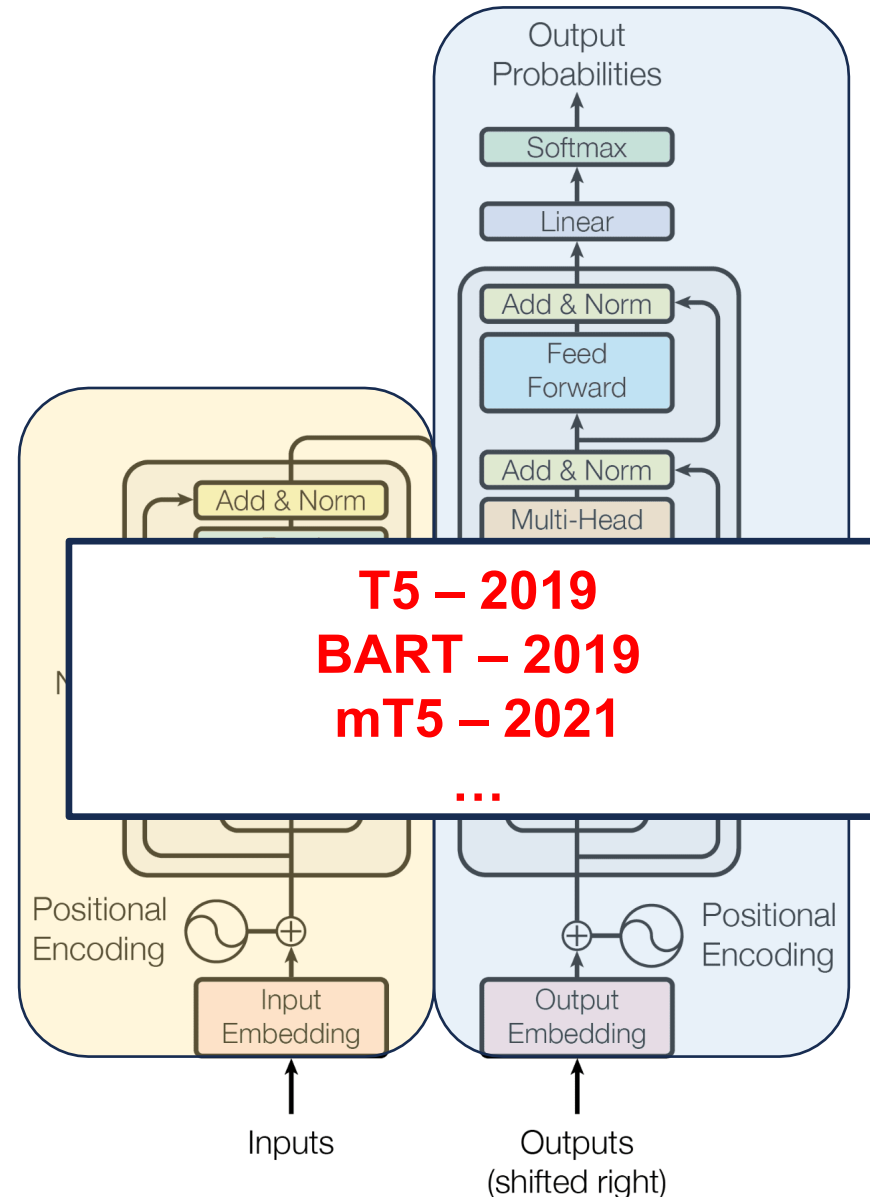 Output
Probabilities
Softmax
Linear
Add & Norm
Feed
Forward
Add & Norm
Multi-Head
Add & Norm
T5 – 2019
BART – 2019
mT5 – 2021
...
Positional
Encoding
Input
Embedding
Inputs
Positional
Encoding
Output
Embedding
Outputs
(shifted right)